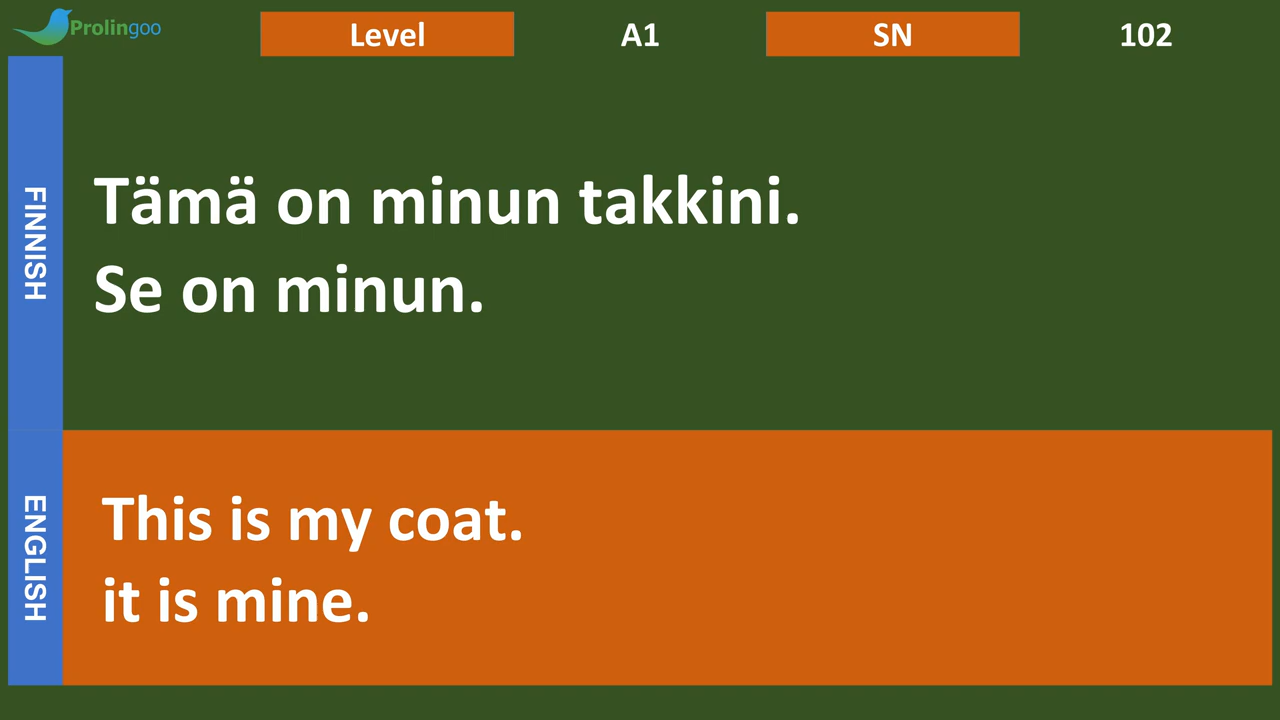 Prolingoo
Level A1 SN 102
FINNISH
Tämä on minun takkini.
Se on minun.
ENGLISH
This is my coat.
it is mine.